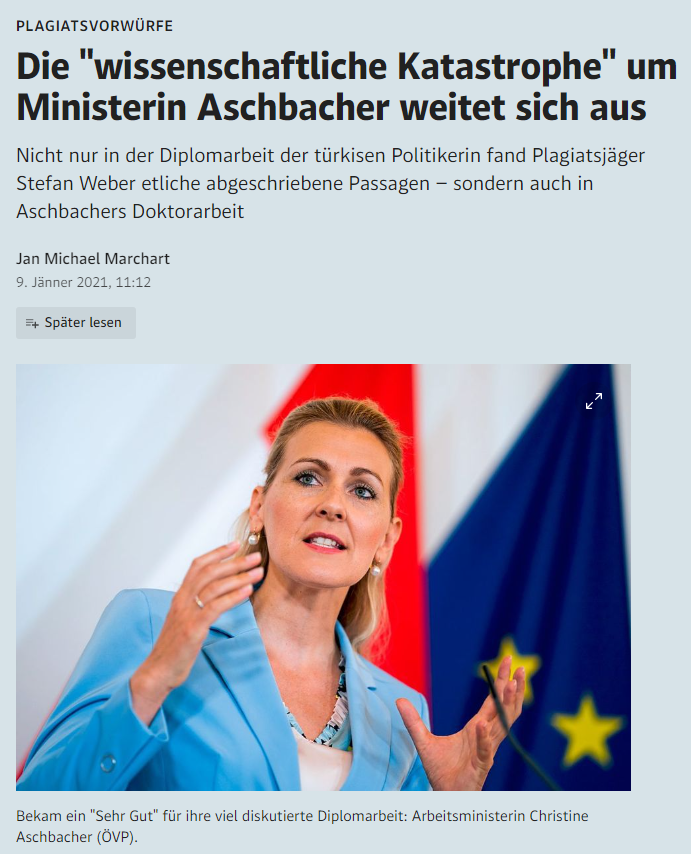 PLAGIATSVORWÜRFE
Die "wissenschaftliche Katastrophe" um
Ministerin Aschbacher weitet sich aus
Nicht nur in der Diplomarbeit der türkisen Politikerin fand Plagiatsjäger
Stefan Weber etliche abgeschriebene Passagen – sondern auch in
Aschbachers Doktorarbeit
Jan Michael Marchart
9. Jänner 2021, 11:12
Später lesen
Bekam ein "Sehr Gut" für ihre viel diskutierte Diplomarbeit: Arbeitsministerin Christine
Aschbacher (ÖVP).